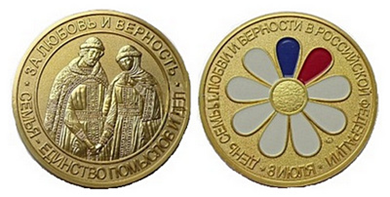 ЗА ЛЮБОВЬ И ВЕРНОСТЬ
СЕМЬЯ - ЕДИНСТВО ПОМЫСЛОВ И ДЕЛ
ДЕНЬ СЕМЬИ ЛЮБВИ И ВЕРНОСТИ В РОССИЙСКОЙ ФЕДЕРАЦИИ
8 ИЮЛЯ